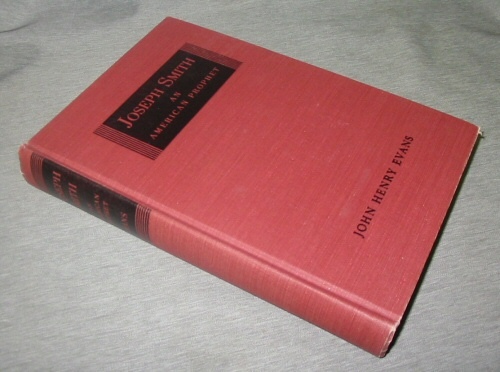 JOSEPH SMITH
AN
AMERICAN PROPHET
JOHN HENRY EVANS